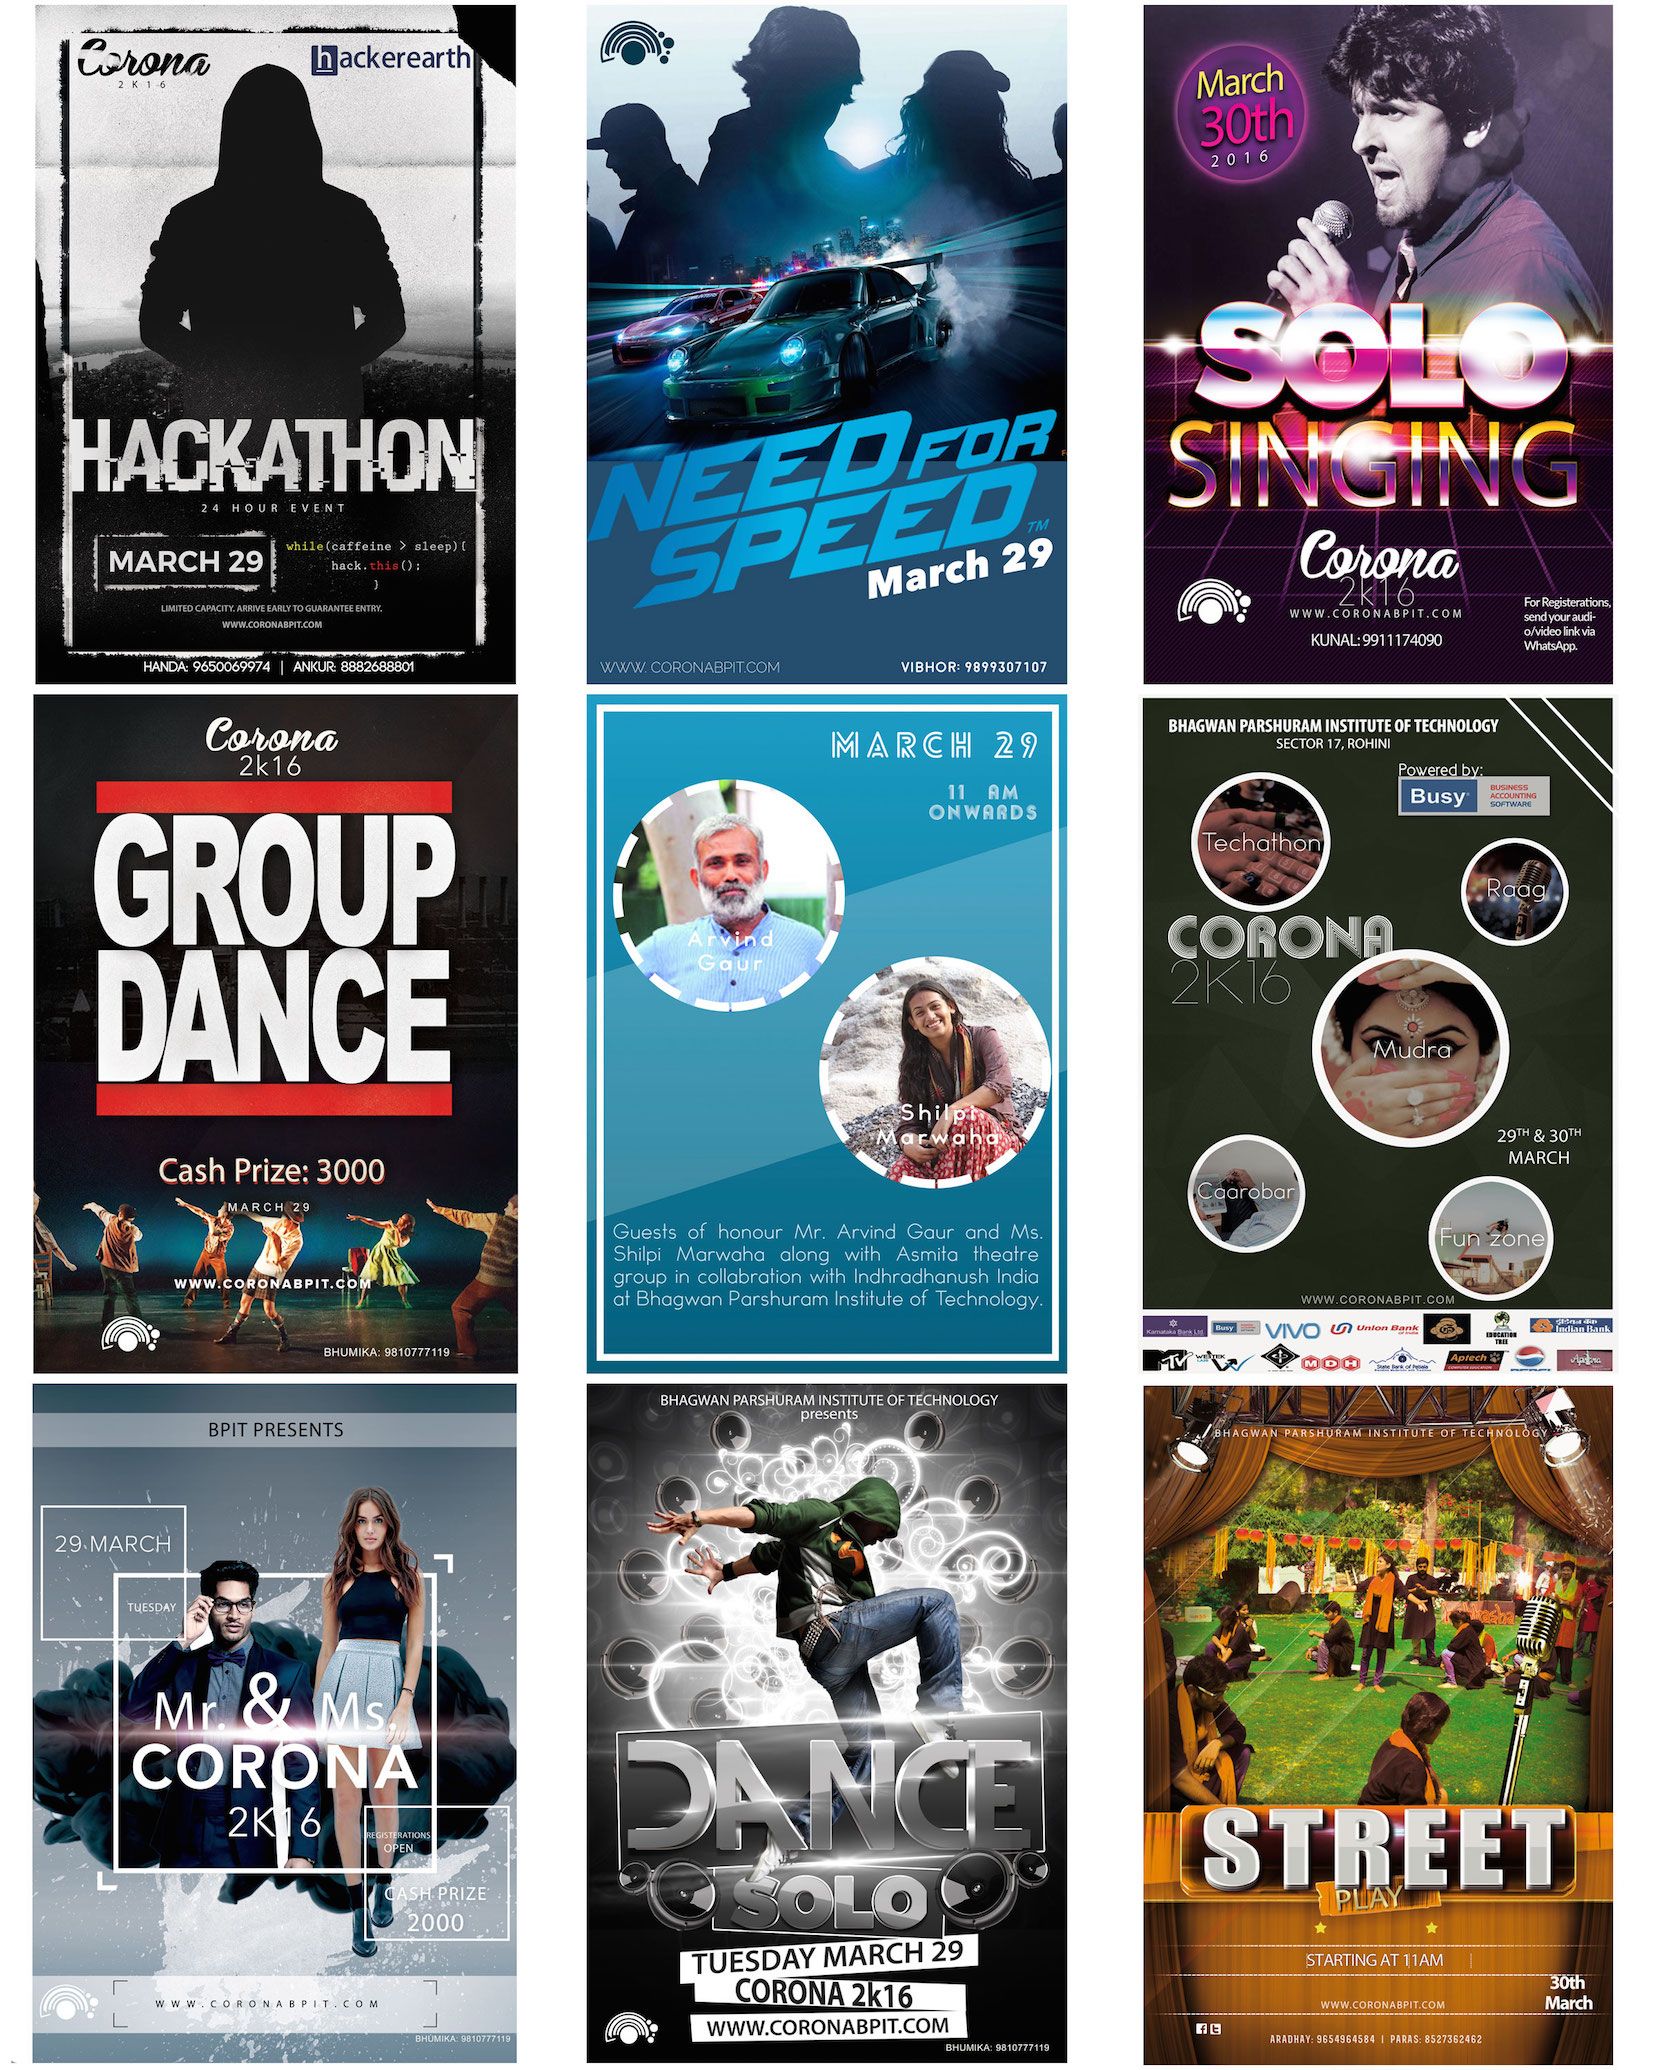 Corona
2K16
hackerearth
HACKATHON
24 HOUR EVENT
MARCH 29
while(caffeine > sleep){
hack.this();
}
LIMITED CAPACITY. ARRIVE EARLY TO GUARANTEE ENTRY.
WWW.CORONABPIT.COM
HANDA: 9650069974 | ANKUR: 8882688801
NEED FOR
SPEED™
March 29
WWW. CORONABPIT.COM
VIBHOR: 9899307107
March
30th
2016
SOLO
SINGING
Corona
2k16
WWW.CORONABPIT.COM
KUNAL: 9911174090
For Registerations,
send your audi-
o/video link via
WhatsApp.
Corona
2k16
GROUP
DANCE
Cash Prize: 3000
MARCH 29
WWW.CORONABPIT.COM
BHUMIKA: 9810777119
MARCH 29
11 AM
ONWARDS
Arvind
Gaur
Shilpi
Marwaha
Guests of honour Mr. Arvind Gaur and Ms.
Shilpi Marwaha along with Asmita theatre
group in collabration with Indhradhanush India
at Bhagwan Parshuram Institute of Technology.
BHAGWAN PARSHURAM INSTITUTE OF TECHNOLOGY
SECTOR 17, ROHINI
Powered by:
Busy
BUSINESS
ACCOUNTING
SOFTWARE
Techathon
Raag
CORONA
2K16
Mudra
29TH & 30TH
MARCH
Caarobar
Fun zone
WWW.CORONABPIT.COM
Karnataka Bank Ltd.
Busy
VIVO
Union Bank
of India
EDUCATION
TREE
इंडियन बैंक
Indian Bank
MTV
WESTEK
MDH
State Bank of Patiala
Aptech
COMPUTER EDUCATION
PEPSI
BPIT PRESENTS
29 MARCH
TUESDAY
Mr. & Ms.
CORONA
2K16
REGISTERATIONS
OPEN
CASH PRIZE
2000
WWW.CORONABPIT.COM
BHUMIKA: 9810777119
BHAGWAN PARSHURAM INSTITUTE OF TECHNOLOGY
presents
DANCE
SOLO
TUESDAY MARCH 29
CORONA 2k16
WWW.CORONABPIT.COM
BHUMIKA: 9810777119
BHAGWAN PARSHURAM INSTITUTE OF TECHNOLOGY
STREET
PLAY
STARTING AT 11AM
30th
March
WWW.CORONABPIT.COM
ARADHAY: 9654964584 | PARAS: 8527362462